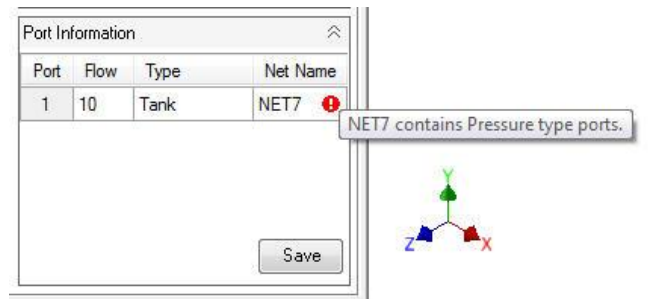 Port Information
Port Flow Type Net Name
1 10 Tank NET7
NET7 contains Pressure type ports.
Y
Z X
Save